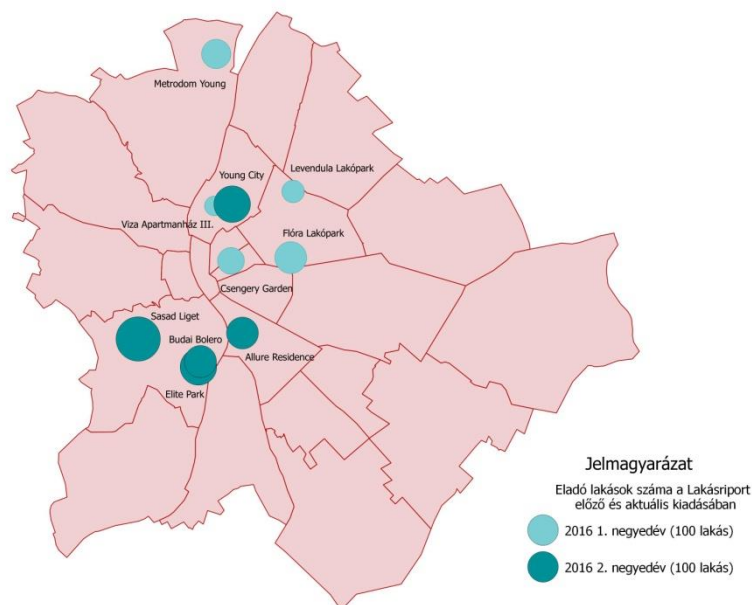 Metrodom Young
Levendula Lakópark
Young City
Viza Apartmanház III.
Flóra Lakópark
Csengery Garden
Sasad Liget
Budai Bolero
Allure Residence
Elite Park
Jelmagyarázat
Eladó lakások száma a Lakásriport
előző és aktuális kiadásában
2016 1. negyedév (100 lakás)
2016 2. negyedév (100 lakás)